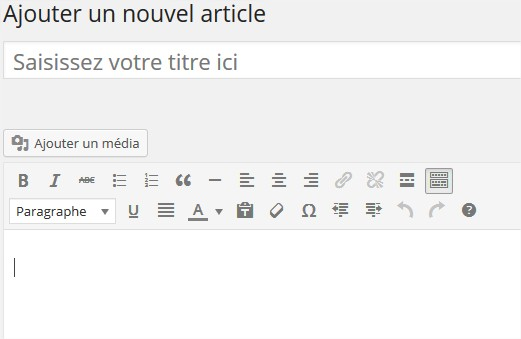 Ajouter un nouvel article
Saisissez votre titre ici
Ajouter un média
B I ABC
Paragraphe U A T Ω ?